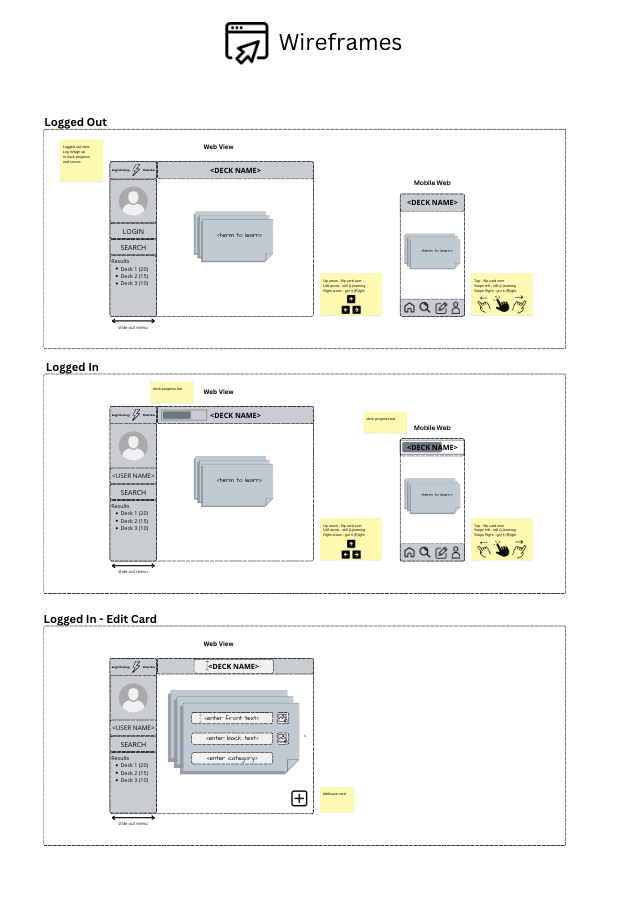 Wireframes
Logged Out
Logged out view.
Log in/sign up
to track progress
and scores
Web View
Lightning
<DECK NAME>
LOGIN
SEARCH
Results
Deck 1 (20)
Deck 2 (15)
Deck 3 (10)
slide out menu
<term to learn>
Up arrow - flip card over
Left arrow - still (L)earning
Right arrow - got it (R)ight
Mobile Web
<DECK NAME>
<term to learn>
Tap - flip card over
Swipe left - still (L)earning
Swipe Right - got it (R)ight
Logged In
deck progress bar
Web View
Lightning
<DECK NAME>
<USER NAME>
SEARCH
Results
Deck 1 (20)
Deck 2 (15)
Deck 3 (10)
slide out menu
<term to learn>
Up arrow - flip card over
Left arrow - still (L)earning
Right arrow - got it (R)ight
deck progress bar
Mobile Web
<DECK NAME>
<term to learn>
Tap - flip card over
Swipe left - still (L)earning
Swipe Right - got it (R)ight
Logged In - Edit Card
Web View
Lightning
<DECK NAME>
<USER NAME>
SEARCH
Results
Deck 1 (20)
Deck 2 (15)
Deck 3 (10)
slide out menu
<enter front text>
<enter back text>
<enter category>
card